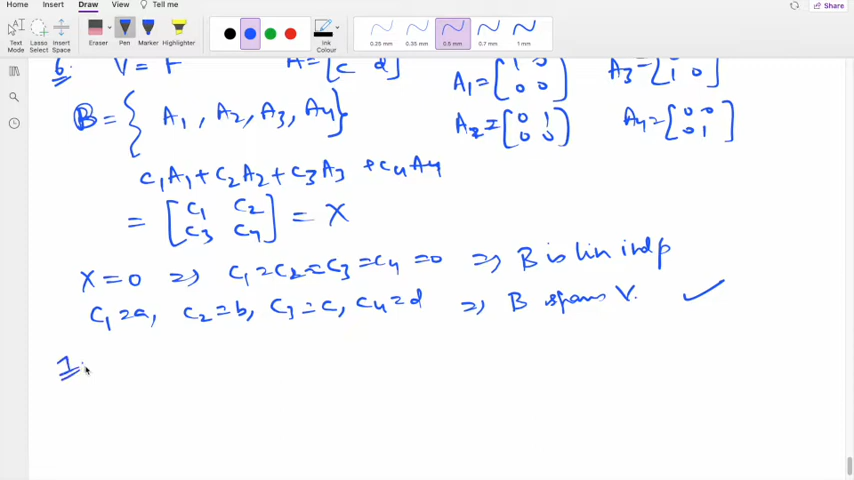 Home Insert Draw View Tell me Share
Text Mode Lasso Select Insert Space Eraser Pen Marker Highlighter Ink Colour 0.25 mm 0.35 mm 0.5 mm 0.7 mm 1 mm
6. V = F A = [c d] A1 = [1 0 0 0] A3 = [1 0]
B = { A1, A2, A3, A4} A2 = [0 1 0 0] A4 = [0 0 0 1]
c1A1 + c2A2 + c3A3 + c4A4
= [c1 c2 c3 c4] = X
X = 0 => c1 = c2 = c3 = c4 = 0 => B is lin indp
c1 = a, c2 = b, c3 = c, c4 = d => B spans V. ✓